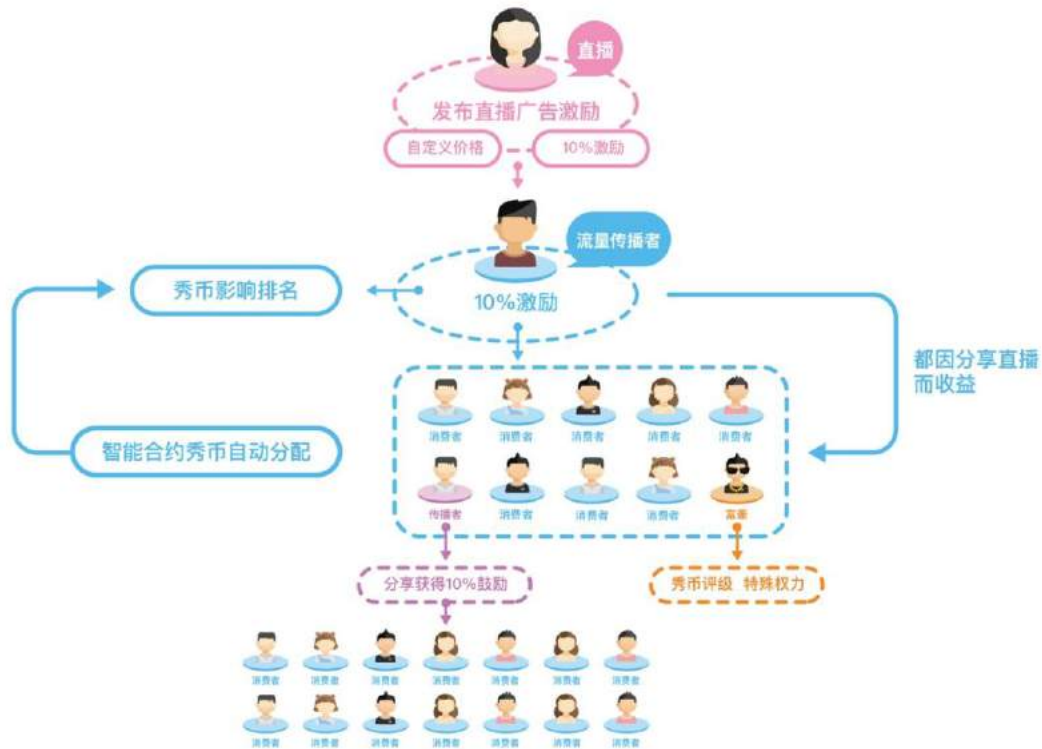 直播
发布直播广告激励
自定义价格
10%激励
流量传播者
秀币影响排名
10%激励
都因分享直播
而收益
智能合约秀币自动分配
消费者 消费者 消费者 消费者 消费者
传播者 消费者 消费者 消费者 富豪
分享获得10%鼓励
秀币评级 特殊权力
消费者 消费者 消费者 消费者 消费者 消费者 消费者
消费者 消费者 消费者 消费者 消费者 消费者 消费者